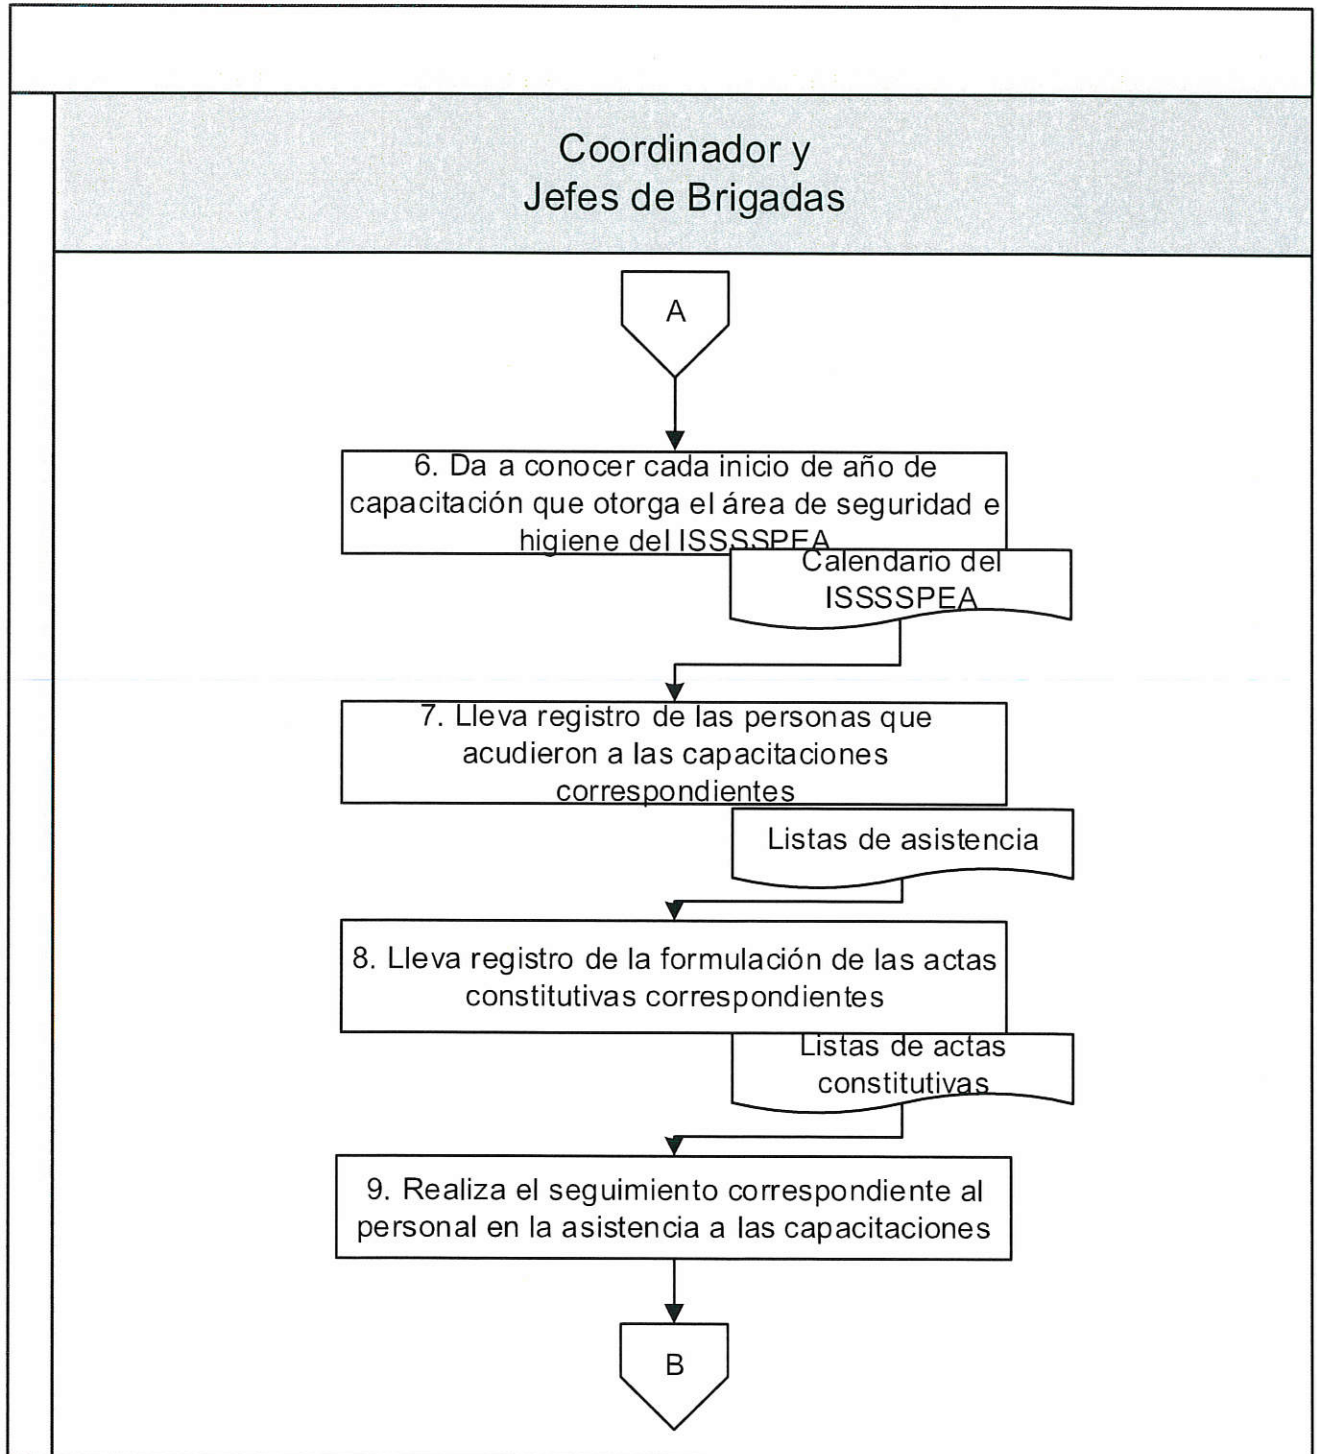 Coordinador y
Jefes de Brigadas
A
6. Da a conocer cada inicio de año de
capacitación que otorga el área de seguridad e
higiene del ISSSSPEA
Calendario del
ISSSSPEA
7. Lleva registro de las personas que
acudieron a las capacitaciones
correspondientes
Listas de asistencia
8. Lleva registro de la formulación de las actas
constitutivas correspondientes
Listas de actas
constitutivas
9. Realiza el seguimiento correspondiente al
personal en la asistencia a las capacitaciones
B